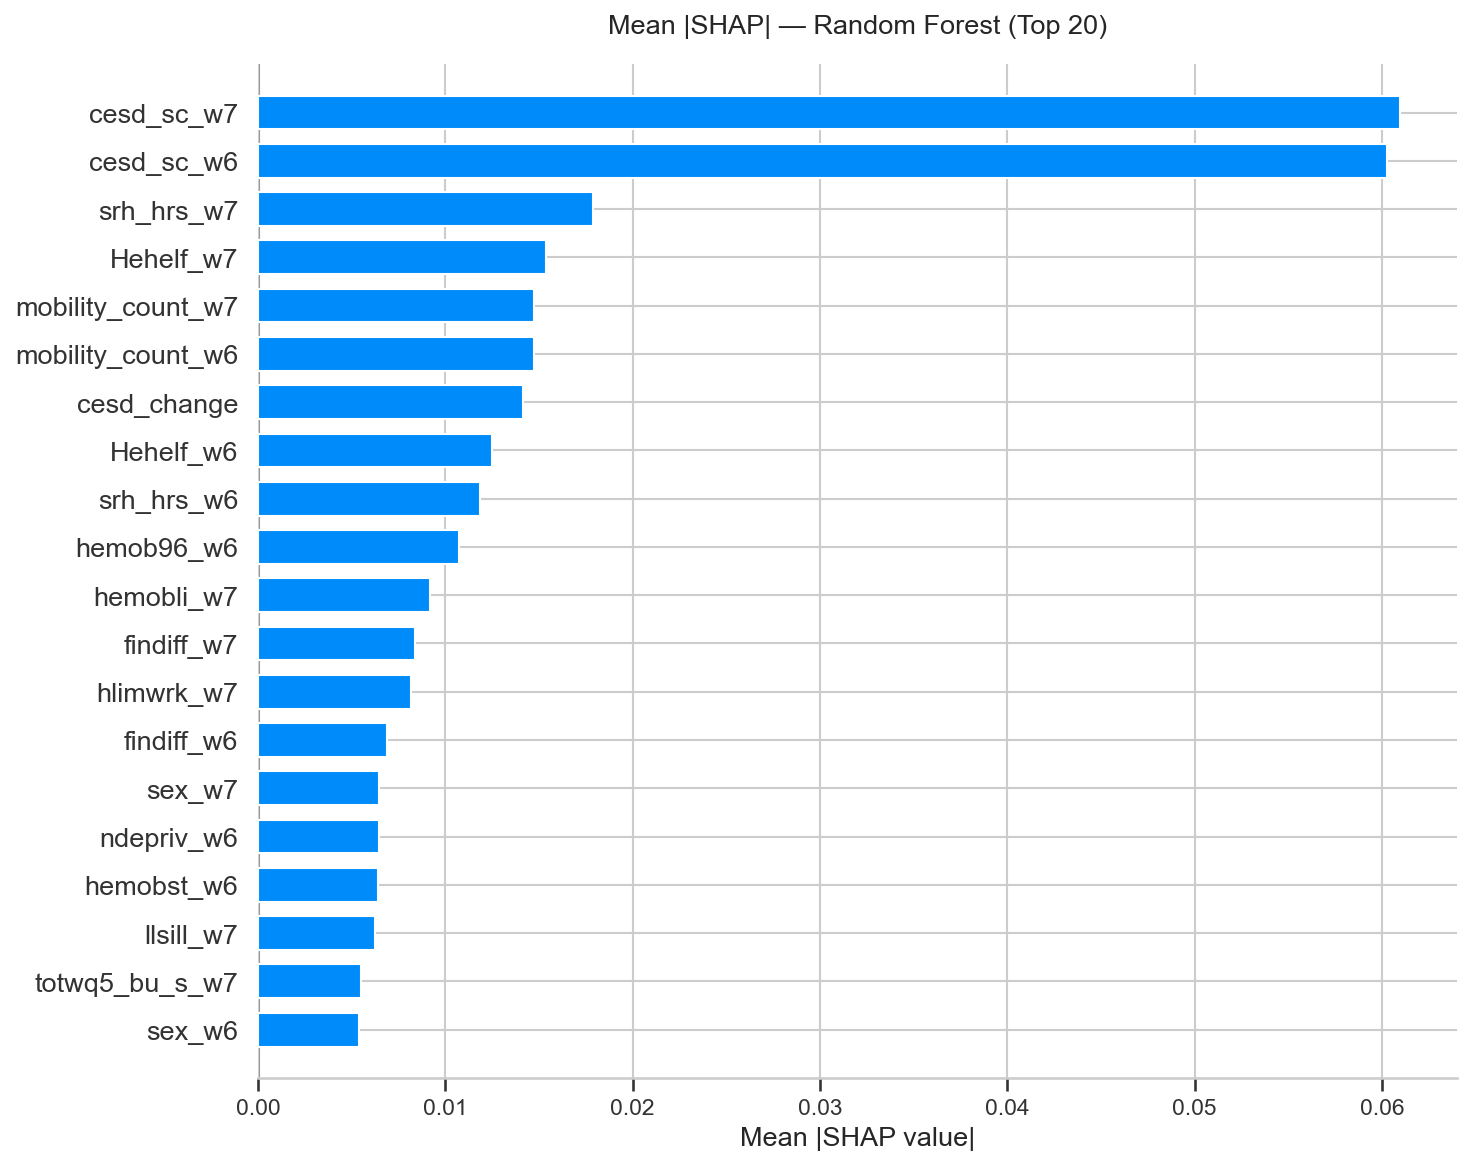 Mean |SHAP| — Random Forest (Top 20)
cesd_sc_w7
cesd_sc_w6
srh_hrs_w7
Hehelf_w7
mobility_count_w7
mobility_count_w6
cesd_change
Hehelf_w6
srh_hrs_w6
hemob96_w6
hemobli_w7
findiff_w7
hlimwrk_w7
findiff_w6
sex_w7
ndepriv_w6
hemobst_w6
llsill_w7
totwq5_bu_s_w7
sex_w6
0.00 0.01 0.02 0.03 0.04 0.05 0.06
Mean |SHAP value|